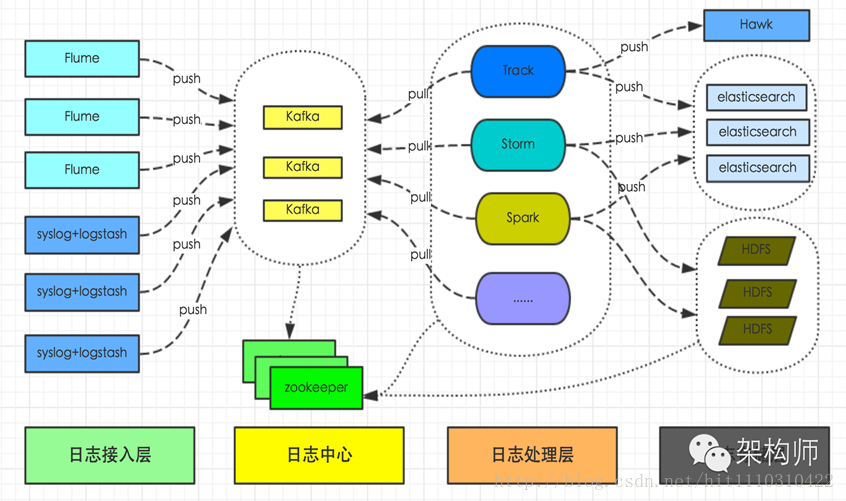 Flume
Flume
Flume
syslog+logstash
syslog+logstash
syslog+logstash
push
push
push
push
push
push
Kafka
Kafka
Kafka
zookeeper
pull
pull
pull
pull
Track
Storm
Spark
......
push
push
push
push
Hawk
elasticsearch
elasticsearch
elasticsearch
HDFS
HDFS
HDFS
日志接入层
日志中心
日志处理层
架构师
http://blog.csdn.net/hit1110310422